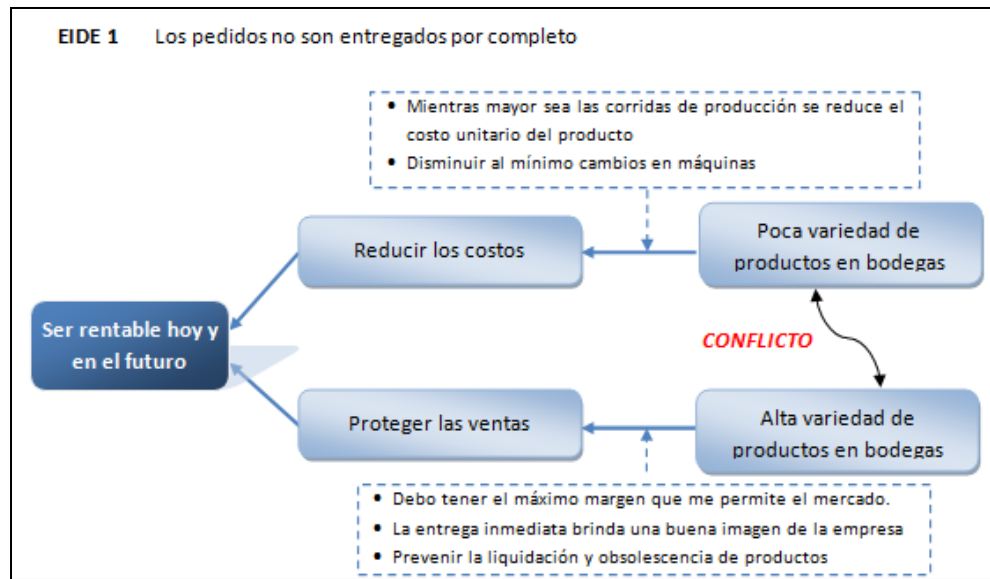 EIDE 1 Los pedidos no son entregados por completo
• Mientras mayor sea las corridas de producción se reduce el
costo unitario del producto
• Disminuir al mínimo cambios en máquinas
Reducir los costos
Poca variedad de
productos en bodegas
Ser rentable hoy y
en el futuro
CONFLICTO
Proteger las ventas
Alta variedad de
productos en bodegas
• Debo tener el máximo margen que me permite el mercado.
• La entrega inmediata brinda una buena imagen de la empresa
• Prevenir la liquidación y obsolescencia de productos